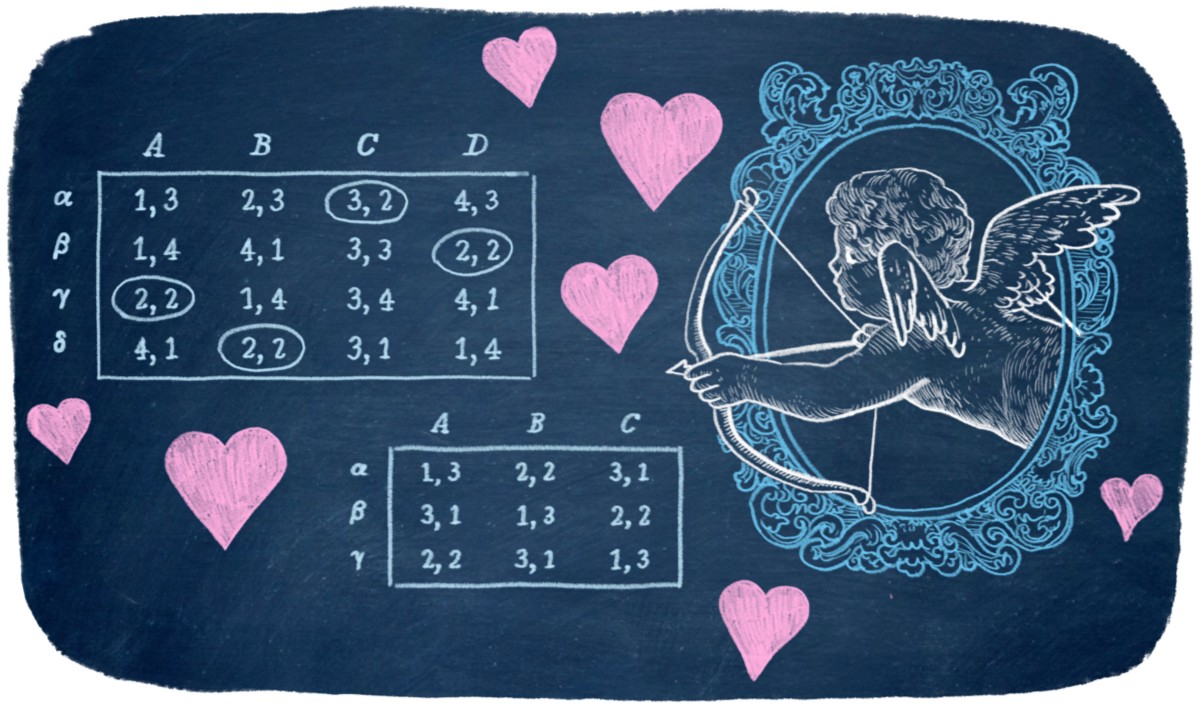 A B C D
α 1,3 2,3 3,2 4,3
β 1,4 4,1 3,3 2,2
γ 2,2 1,4 3,4 4,1
δ 4,1 2,2 3,1 1,4
A B C
α 1,3 2,2 3,1
β 3,1 1,3 2,2
γ 2,2 3,1 1,3